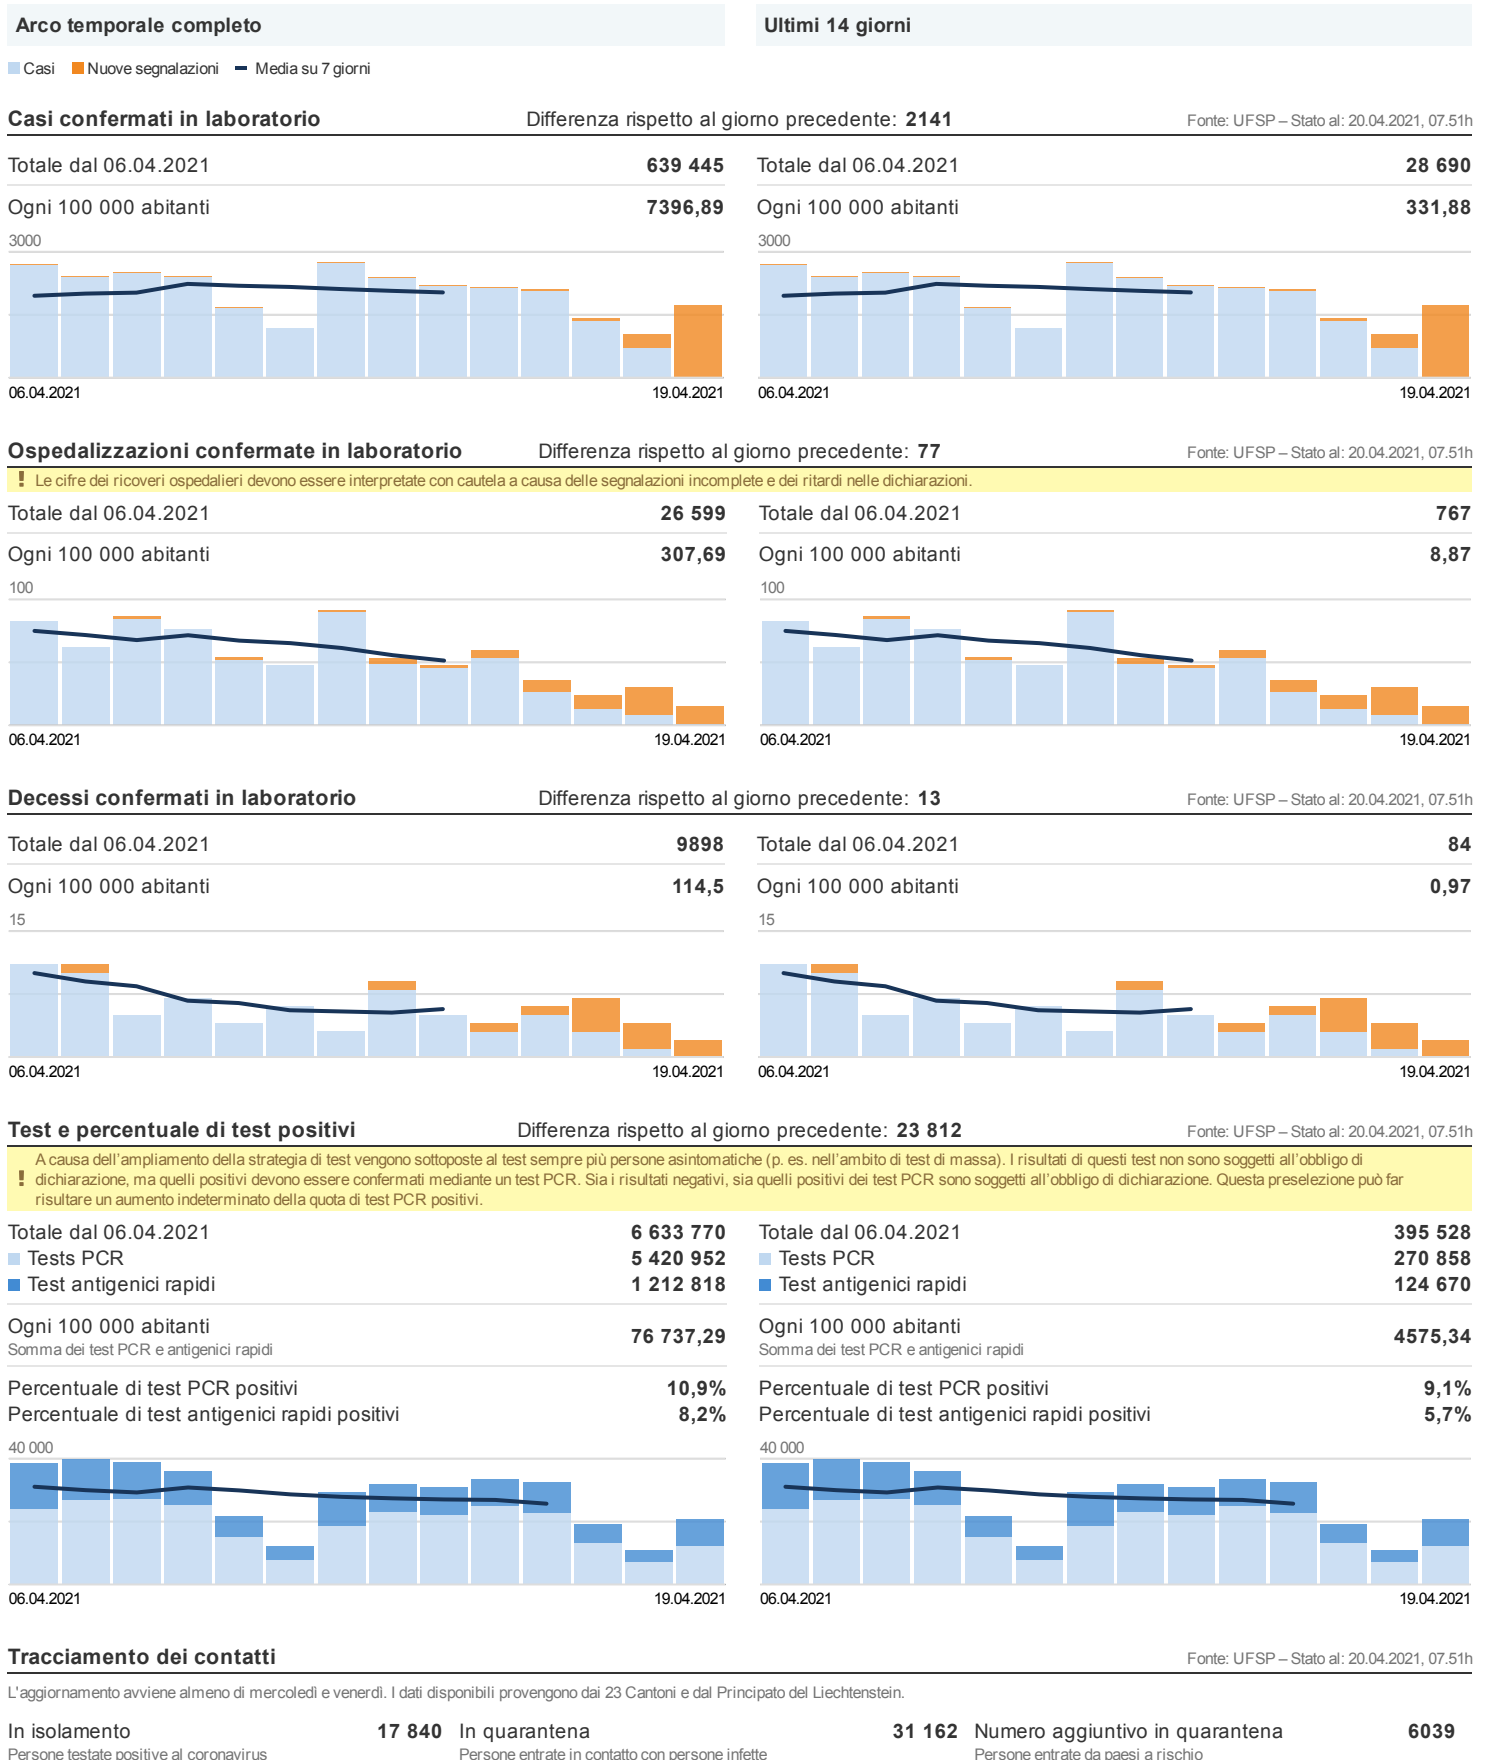 Arco temporale completo
Ultimi 14 giorni
Casi Nuove segnalazioni Media su 7 giorni
Casi confermati in laboratorio Differenza rispetto al giorno precedente: 2141 Fonte: UFSP – Stato al: 20.04.2021, 07.51h
Totale dal 06.04.2021 639 445 Totale dal 06.04.2021 28 690
Ogni 100 000 abitanti 7396,89 Ogni 100 000 abitanti 331,88
3000 3000
06.04.2021 19.04.2021 06.04.2021 19.04.2021
Ospedalizzazioni confermate in laboratorio Differenza rispetto al giorno precedente: 77 Fonte: UFSP – Stato al: 20.04.2021, 07.51h
! Le cifre dei ricoveri ospedalieri devono essere interpretate con cautela a causa delle segnalazioni incomplete e dei ritardi nelle dichiarazioni.
Totale dal 06.04.2021 26 599 Totale dal 06.04.2021 767
Ogni 100 000 abitanti 307,69 Ogni 100 000 abitanti 8,87
100 100
06.04.2021 19.04.2021 06.04.2021 19.04.2021
Decessi confermati in laboratorio Differenza rispetto al giorno precedente: 13 Fonte: UFSP – Stato al: 20.04.2021, 07.51h
Totale dal 06.04.2021 9898 Totale dal 06.04.2021 84
Ogni 100 000 abitanti 114,5 Ogni 100 000 abitanti 0,97
15 15
06.04.2021 19.04.2021 06.04.2021 19.04.2021
Test e percentuale di test positivi Differenza rispetto al giorno precedente: 23 812 Fonte: UFSP – Stato al: 20.04.2021, 07.51h
A causa dell'ampliamento della strategia di test vengono sottoposte al test sempre più persone asintomatiche (p. es. nell'ambito di test di massa). I risultati di questi test non sono soggetti all'obbligo di
! dichiarazione, ma quelli positivi devono essere confermati mediante un test PCR. Sia i risultati negativi, sia quelli positivi dei test PCR sono soggetti all'obbligo di dichiarazione. Questa preselezione può far
risultare un aumento indeterminato della quota di test PCR positivi.
Totale dal 06.04.2021 6 633 770 Totale dal 06.04.2021 395 528
Tests PCR 5 420 952 Tests PCR 270 858
Test antigenici rapidi 1 212 818 Test antigenici rapidi 124 670
Ogni 100 000 abitanti 76 737,29 Ogni 100 000 abitanti 4575,34
Somma dei test PCR e antigenici rapidi Somma dei test PCR e antigenici rapidi
Percentuale di test PCR positivi 10,9% Percentuale di test PCR positivi 9,1%
Percentuale di test antigenici rapidi positivi 8,2% Percentuale di test antigenici rapidi positivi 5,7%
40 000 40 000
06.04.2021 19.04.2021 06.04.2021 19.04.2021
Tracciamento dei contatti Fonte: UFSP – Stato al: 20.04.2021, 07.51h
L'aggiornamento avviene almeno di mercoledì e venerdì. I dati disponibili provengono dai 23 Cantoni e dal Principato del Liechtenstein.
In isolamento 17 840 In quarantena 31 162 Numero aggiuntivo in quarantena 6039
Persone testate positive al coronavirus Persone entrate in contatto con persone infette Persone entrate da paesi a rischio